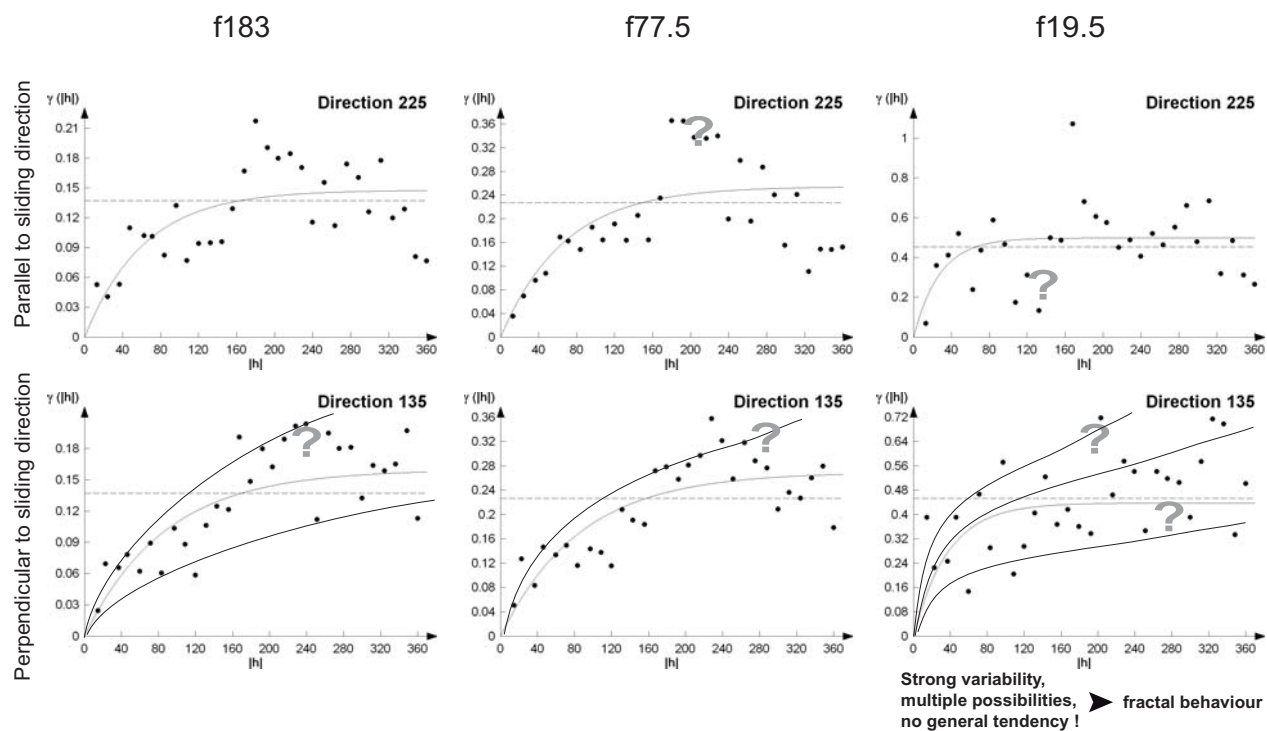 f183
f77.5
f19.5
Parallel to sliding direction
γ (|h|)
Direction 225
0.21
0.18
0.15
0.12
0.09
0.06
0.03
0
0 40 80 120 160 200 240 280 320 360
|h|
γ (|h|)
Direction 225
0.36
0.32
0.28
0.24
0.2
0.16
0.12
0.08
0.04
0
0 40 80 120 160 200 240 280 320 360
|h|
?
γ (|h|)
Direction 225
1
0.8
0.6
0.4
0.2
0
0 40 80 120 160 200 240 280 320 360
|h|
?
Perpendicular to sliding direction
γ (|h|)
Direction 135
0.18
0.15
0.12
0.09
0.06
0.03
0
0 40 80 120 160 200 240 280 320 360
|h|
?
γ (|h|)
Direction 135
0.36
0.32
0.28
0.24
0.2
0.16
0.12
0.08
0.04
0
0 40 80 120 160 200 240 280 320 360
|h|
?
γ (|h|)
Direction 135
0.72
0.64
0.56
0.48
0.4
0.32
0.24
0.16
0.08
0
0 40 80 120 160 200 240 280 320 360
|h|
?
?
Strong variability,
multiple possibilities,
no general tendency !
fractal behaviour